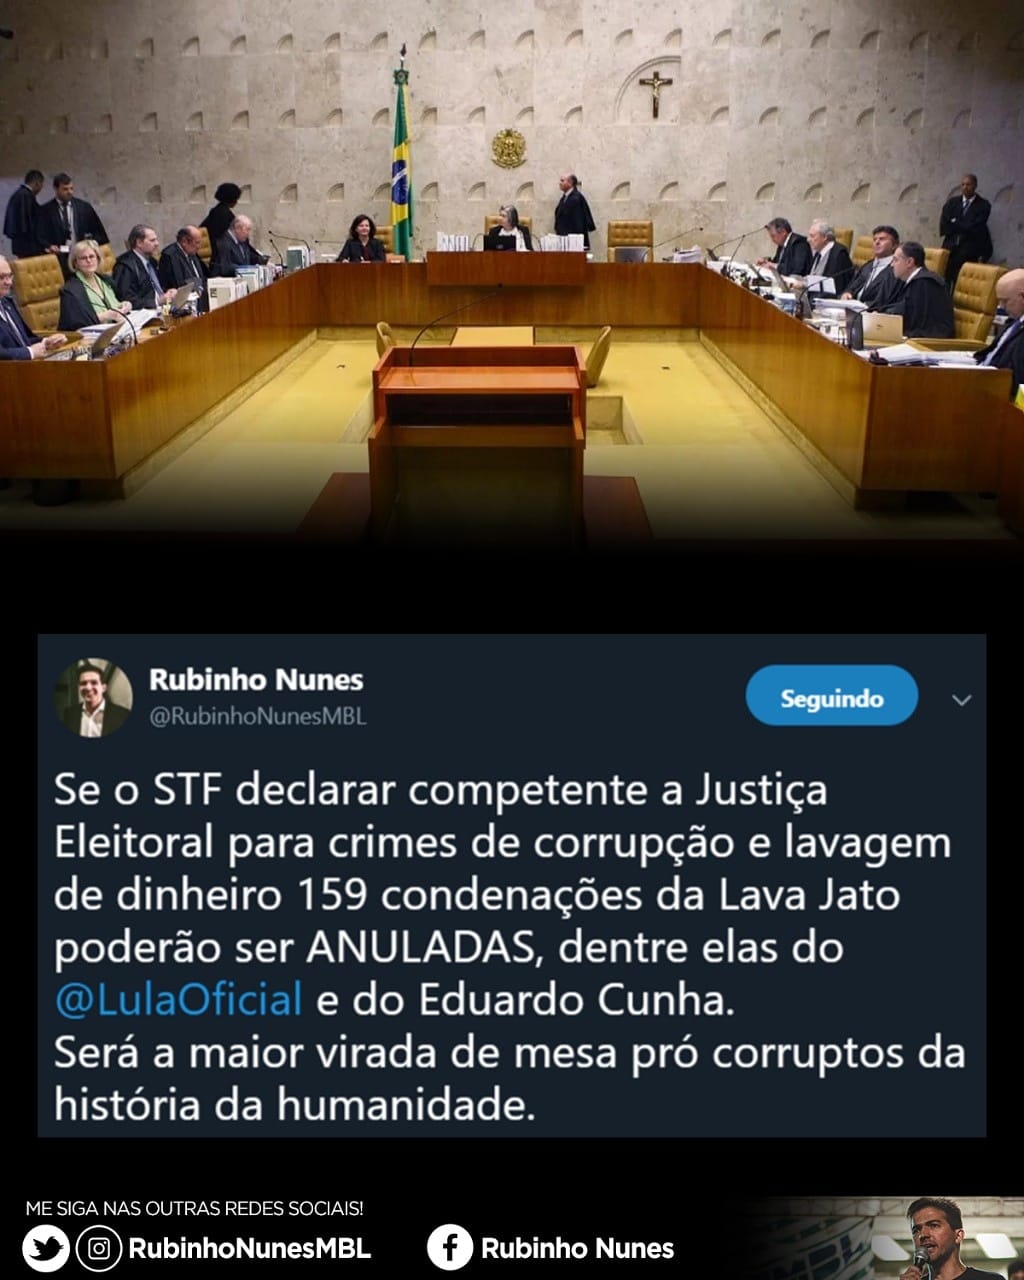 Rubinho Nunes
@RubinhoNunesMBL
Seguindo
Se o STF declarar competente a Justiça
Eleitoral para crimes de corrupção e lavagem
de dinheiro 159 condenações da Lava Jato
poderão ser ANULADAS, dentre elas do
@LulaOficial e do Eduardo Cunha.
Será a maior virada de mesa pró corruptos da
história da humanidade.
ME SIGA NAS OUTRAS REDES SOCIAIS!
RubinhoNunesMBL
Rubinho Nunes